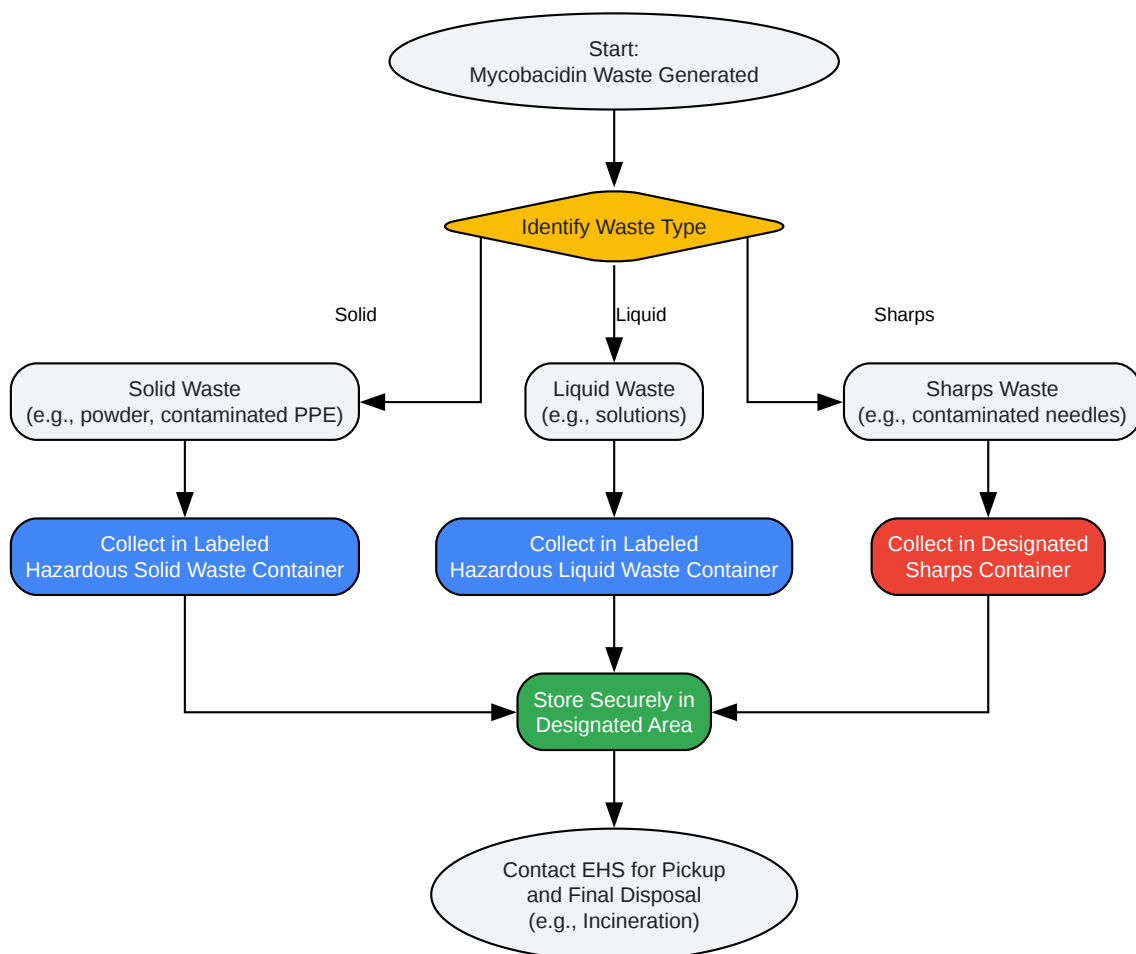 Start:
Mycobacidin Waste Generated
Identify Waste Type
Solid
Liquid
Sharps
Solid Waste
(e.g., powder, contaminated PPE)
Liquid Waste
(e.g., solutions)
Sharps Waste
(e.g., contaminated needles)
Collect in Labeled
Hazardous Solid Waste Container
Collect in Labeled
Hazardous Liquid Waste Container
Collect in Designated
Sharps Container
Store Securely in
Designated Area
Contact EHS for Pickup
and Final Disposal
(e.g., Incineration)